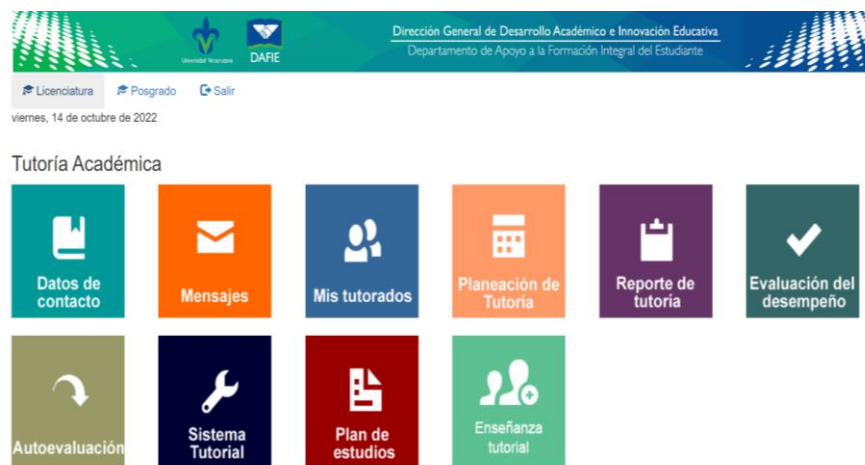 Universidad Veracruzana
DAFIE
Dirección General de Desarrollo Académico e Innovación Educativa
Departamento de Apoyo a la Formación Integral del Estudiante
Licenciatura Posgrado Salir
viernes, 14 de octubre de 2022
Tutoría Académica
Datos de
contacto
Mensajes
Mis tutorados
Planeación de
Tutoría
Reporte de
tutoría
Evaluación del
desempeño
Autoevaluación
Sistema
Tutorial
Plan de
estudios
Enseñanza
tutorial